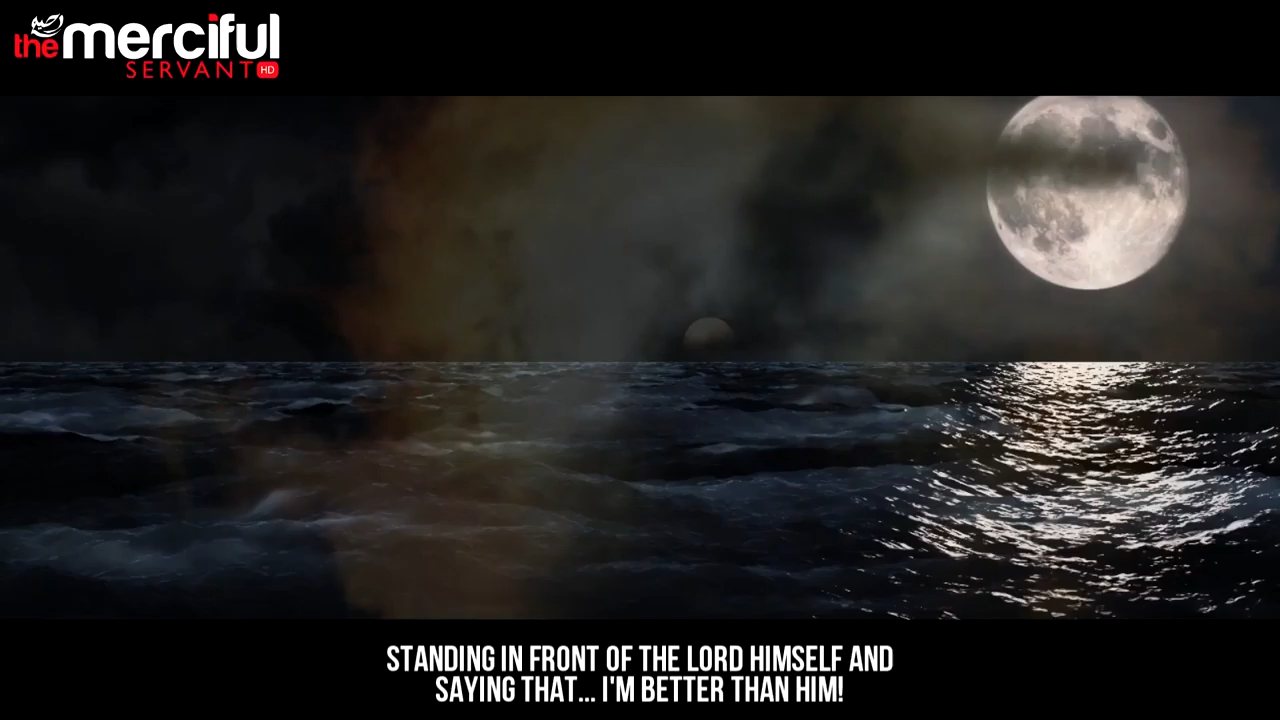 the merciful
SERVANT HD
STANDING IN FRONT OF THE LORD HIMSELF AND
SAYING THAT... I'M BETTER THAN HIM!